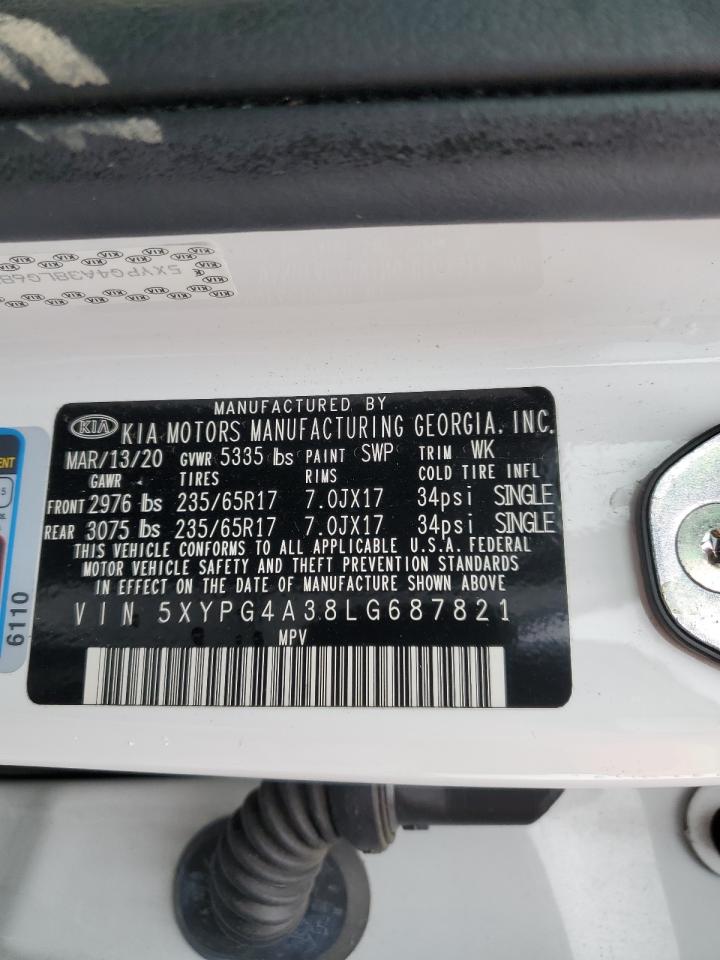 5XYPG4A38LG68
MANUFACTURED BY
KIA KIA MOTORS MANUFACTURING GEORGIA. INC.
MAR/13/20 GVWR 5335 lbs PAINT SWP TRIM WK
GAWR TIRES RIMS COLD TIRE INFL
FRONT 2976 lbs 235/65R17 7.0JX17 34psi SINGLE
REAR 3075 lbs 235/65R17 7.0JX17 34psi SINGLE
THIS VEHICLE CONFORMS TO ALL APPLICABLE U.S.A. FEDERAL
MOTOR VEHICLE SAFETY AND THEFT PREVENTION STANDARDS
IN EFFECT ON THE DATE OF MANUFACTURE SHOWN ABOVE
VIN 5XYPG4A38LG687821
MPV
6110